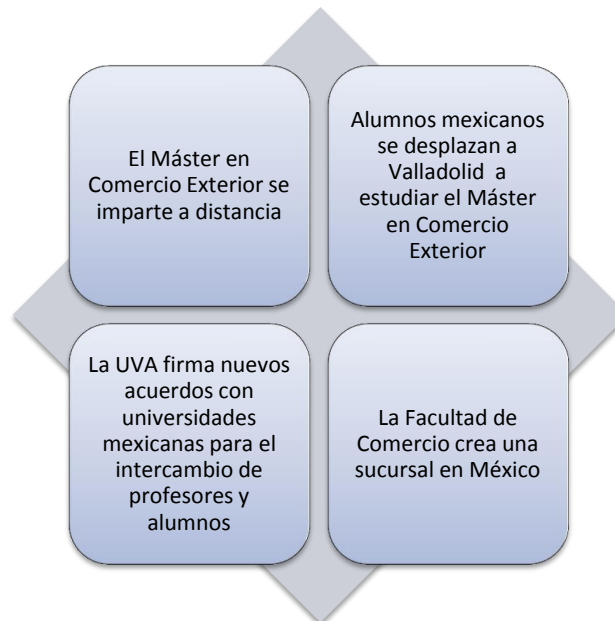 El Máster en
Comercio Exterior se
imparte a distancia
Alumnos mexicanos
se desplazan a
Valladolid a
estudiar el Máster
en Comercio
Exterior
La UVA firma nuevos
acuerdos con
universidades
mexicanas para el
intercambio de
profesores y
alumnos
La Facultad de
Comercio crea una
sucursal en México